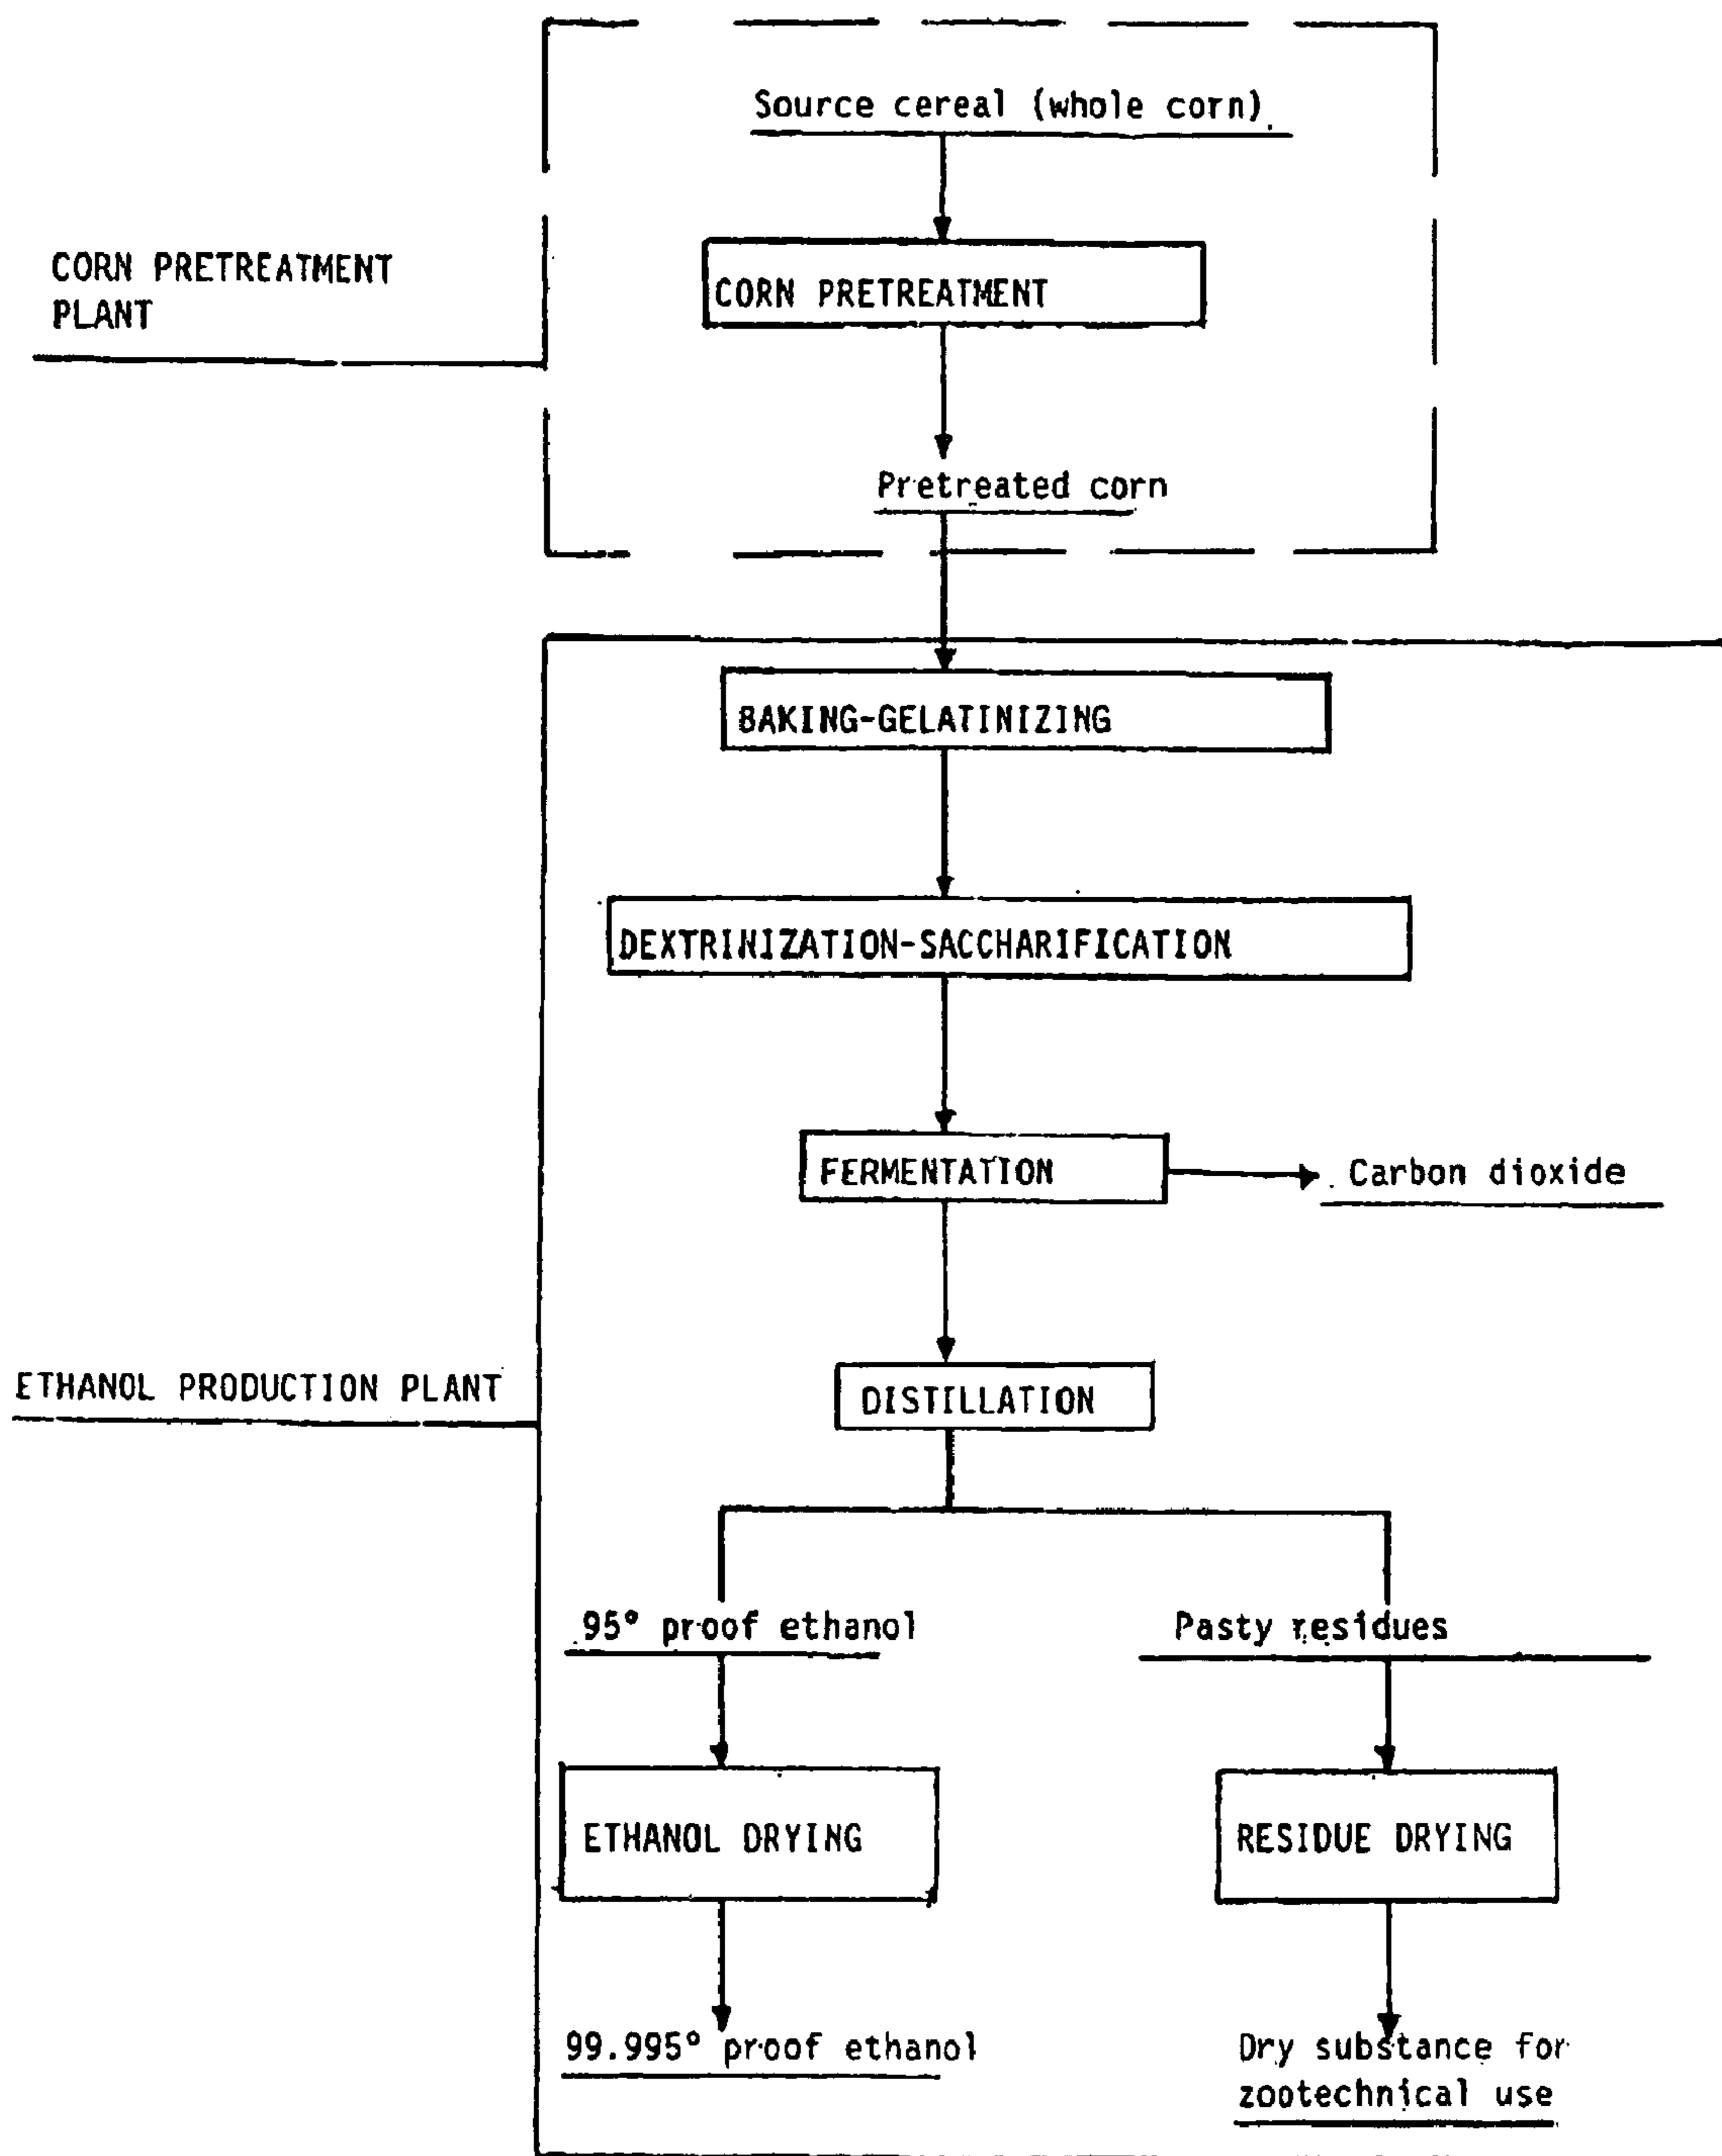 Source cereal (whole corn)
CORN PRETREATMENT
PLANT
CORN PRETREATMENT
Pretreated corn
BAKING-GELATINIZING
DEXTRINIZATION-SACCHARIFICATION
FERMENTATION
Carbon dioxide
ETHANOL PRODUCTION PLANT
DISTILLATION
95° proof ethanol
Pasty residues
ETHANOL DRYING
RESIDUE DRYING
99.995° proof ethanol
Dry substance for
zootechnical use